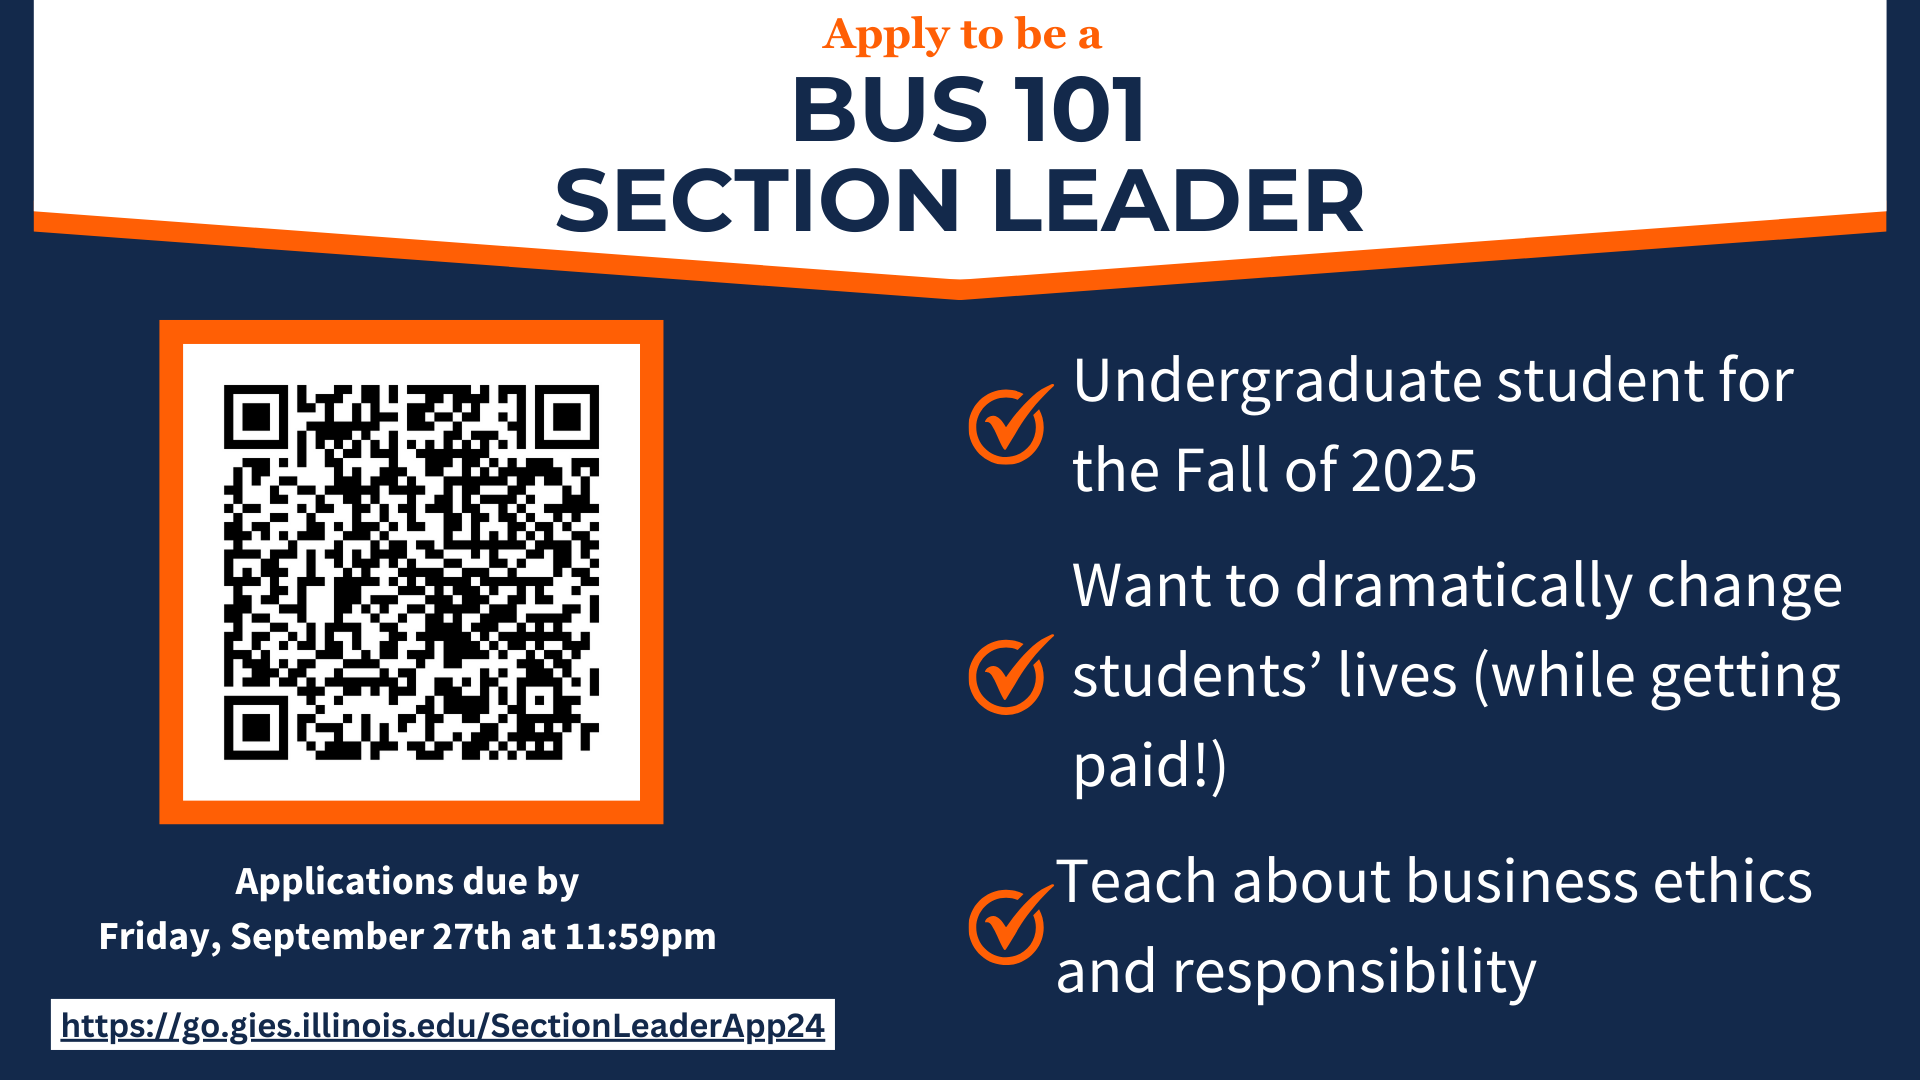 Apply to be a
BUS 101
SECTION LEADER
Applications due by
Friday, September 27th at 11:59pm
https://go.gies.illinois.edu/SectionLeaderApp24
Undergraduate student for
the Fall of 2025
Want to dramatically change
students’ lives (while getting
paid!)
Teach about business ethics
and responsibility